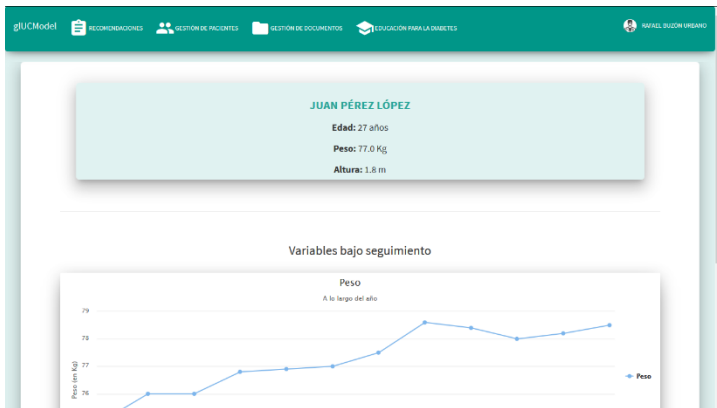 glUCModel
RECOMENDACIONES
GESTIÓN DE PACIENTES
GESTIÓN DE DOCUMENTOS
EDUCACIÓN PARA LA DIABETES
RAFAEL BUZÓN URBANO
JUAN PÉREZ LÓPEZ
Edad: 27 años
Peso: 77.0 Kg
Altura: 1.8 m
Variables bajo seguimiento
Peso
A lo largo del año
79
78
77
76
Peso (en Kg)
Peso